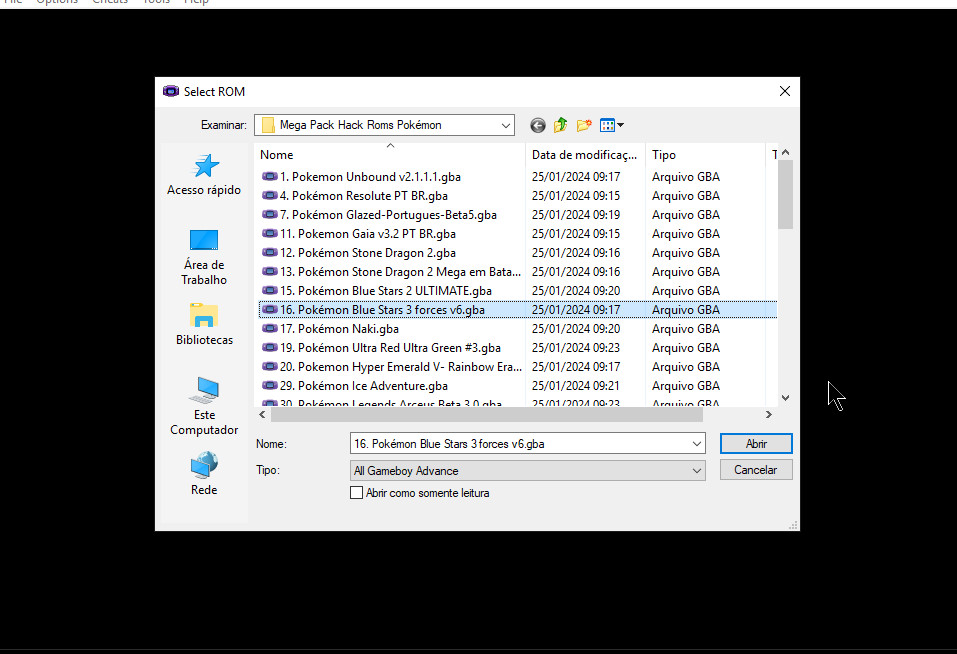 File Options Cheats Tools Help
Select ROM
Examinar: Mega Pack Hack Roms Pokémon
Nome Data de modificaç... Tipo T
1. Pokemon Unbound v2.1.1.1.gba 25/01/2024 09:17 Arquivo GBA
4. Pokémon Resolute PT BR.gba 25/01/2024 09:15 Arquivo GBA
7. Pokémon Glazed-Portugues-Beta5.gba 25/01/2024 09:19 Arquivo GBA
11. Pokemon Gaia v3.2 PT BR.gba 25/01/2024 09:15 Arquivo GBA
12. Pokémon Stone Dragon 2.gba 25/01/2024 09:16 Arquivo GBA
13. Pokémon Stone Dragon 2 Mega em Bata... 25/01/2024 09:16 Arquivo GBA
15. Pokémon Blue Stars 2 ULTIMATE.gba 25/01/2024 09:20 Arquivo GBA
16. Pokémon Blue Stars 3 forces v6.gba 25/01/2024 09:17 Arquivo GBA
17. Pokémon Naki.gba 25/01/2024 09:20 Arquivo GBA
19. Pokémon Ultra Red Ultra Green #3.gba 25/01/2024 09:23 Arquivo GBA
20. Pokemon Hyper Emerald V- Rainbow Era... 25/01/2024 09:17 Arquivo GBA
29. Pokémon Ice Adventure.gba 25/01/2024 09:21 Arquivo GBA
30. Pokémon Legends Arceus Beta 3.0.gba 25/01/2024 09:23 Arquivo GBA
Acesso rápido
Área de
Trabalho
Bibliotecas
Este
Computador
Rede
Nome: 16. Pokémon Blue Stars 3 forces v6.gba Abrir
Tipo: All Gameboy Advance Cancelar
Abrir como somente leitura